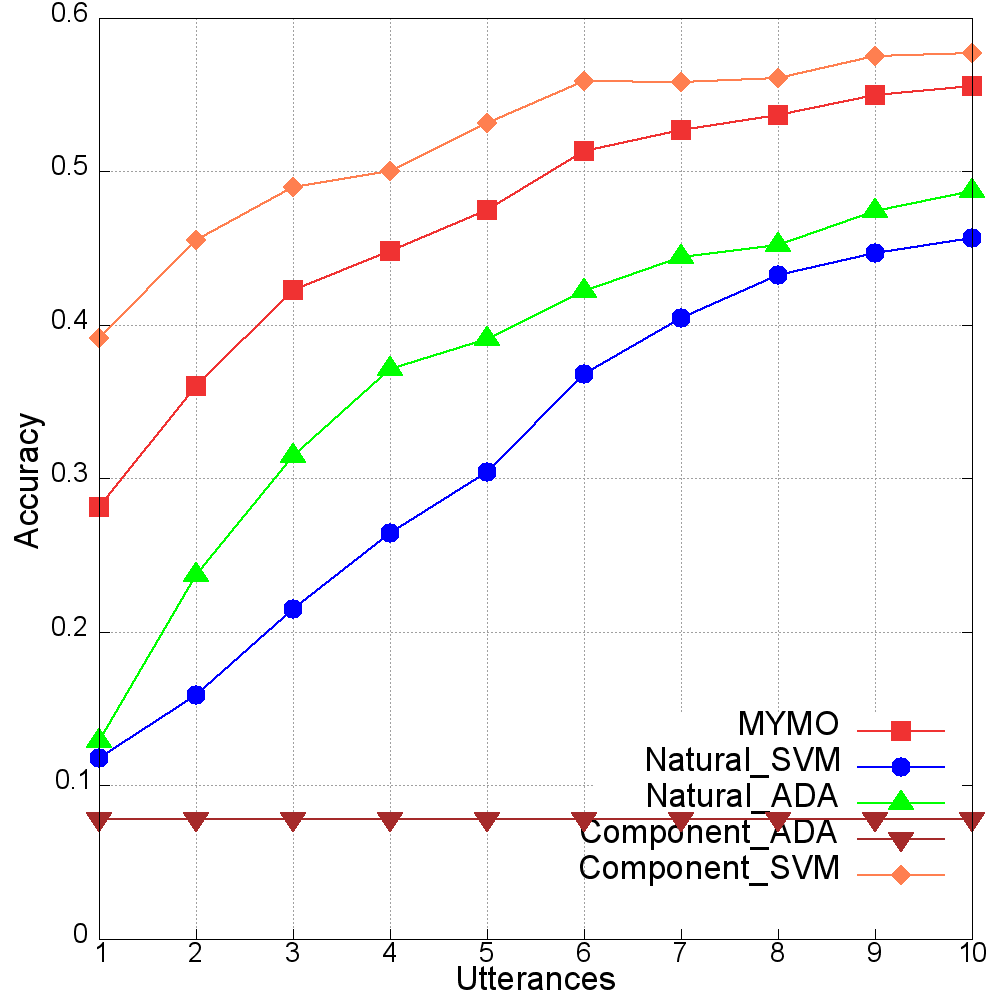 0.6
0.5
0.4
0.3
0.2
0.1
0
Accuracy
MYMO
Natural_SVM
Natural_ADA
Component_ADA
Component_SVM
1 2 3 4 5 6 7 8 9 10
Utterances